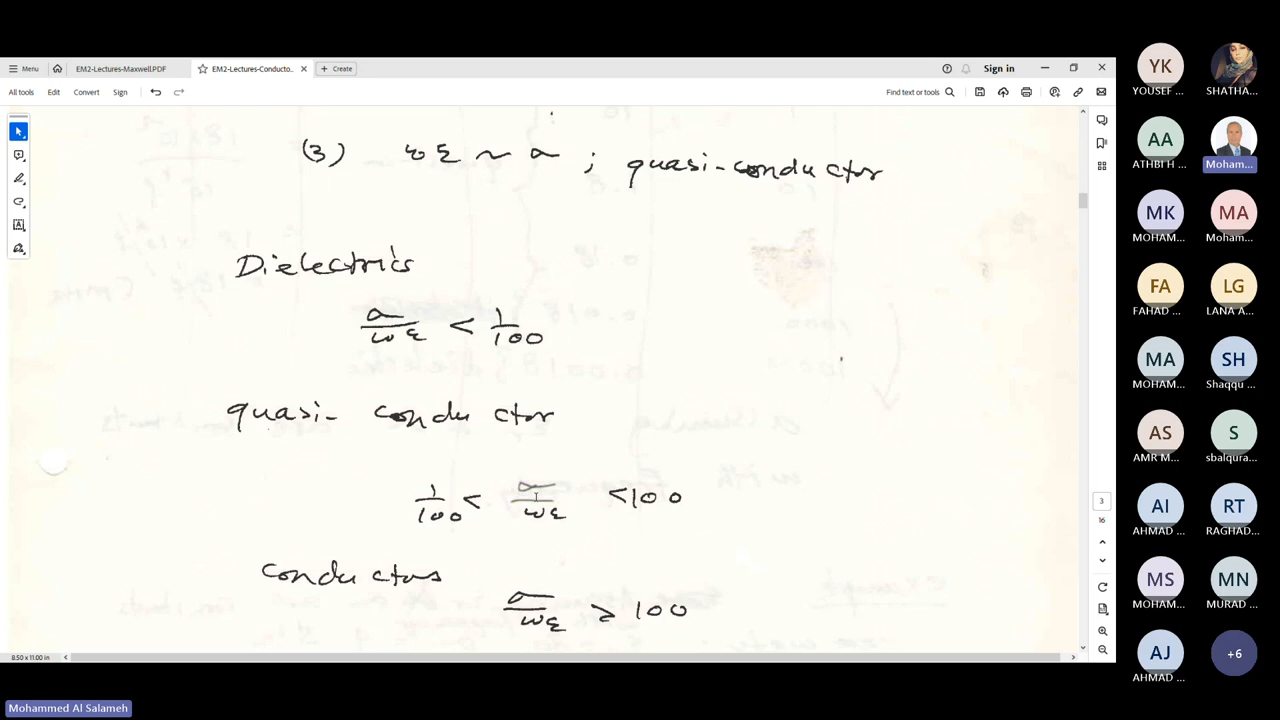 Menu
EM2-Lectures-Maxwell.PDF
EM2-Lectures-Conducto..
Create
Sign in
All tools Edit Convert Sign
Find text or tools
(3) ωε ~ σ ; quasi-conductor
Dielectrics
σ/ωε < 1/100
quasi- conductor
1/100 < σ/ωε < 100
conductors
σ/ωε > 100
3
16
8.50 x 11.00 in
YK
YOUSEF ...
SHATHA...
AA
ATHBI H ...
Moham...
MK
MOHAM...
MA
Moham...
FA
FAHAD ...
LG
LANA A...
MA
MOHAM...
SH
Shaqqu ...
AS
AMR M...
S
sbalqura...
AI
AHMAD ...
RT
RAGHAD...
MS
MOHAM...
MN
MURAD ...
AJ
AHMAD ...
+6
Mohammed Al Salameh